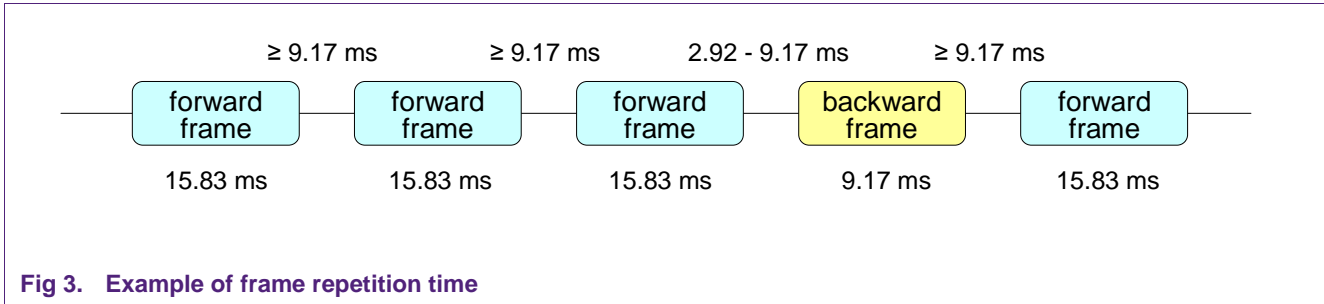 ≥ 9.17 ms ≥ 9.17 ms 2.92 - 9.17 ms ≥ 9.17 ms
forward forward forward backward forward
frame frame frame frame frame
15.83 ms 15.83 ms 15.83 ms 9.17 ms 15.83 ms
Fig 3. Example of frame repetition time